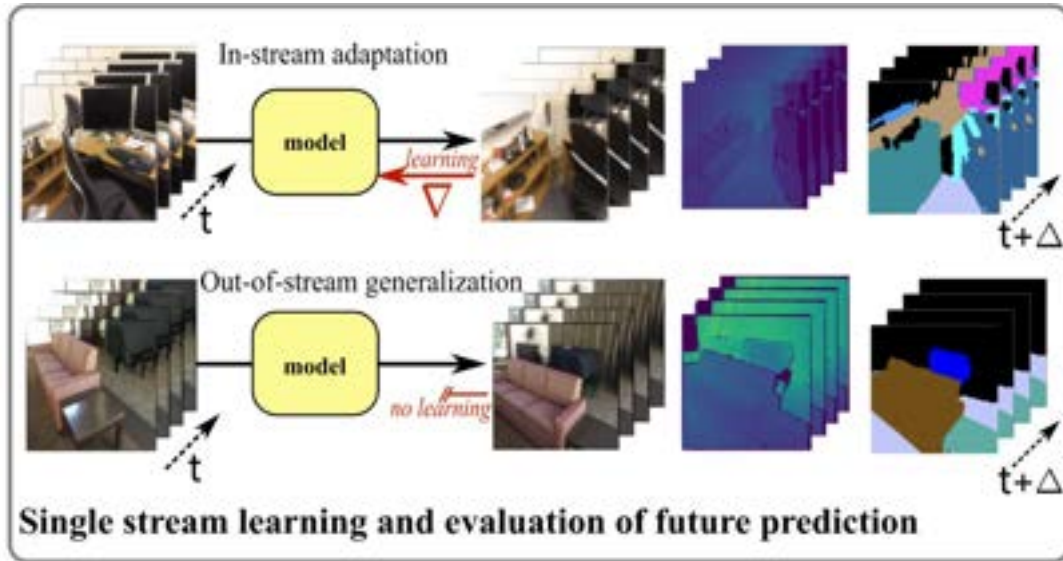 In-stream adaptation
model
learning
∇
t
t+Δ
Out-of-stream generalization
model
no learning
t
t+Δ
Single stream learning and evaluation of future prediction